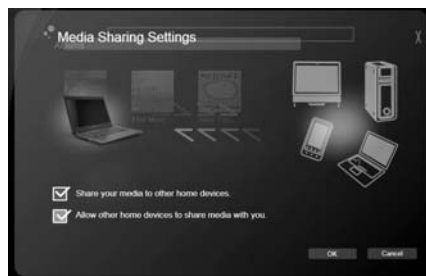 Media Sharing Settings
X
Share your media to other home devices.
Allow other home devices to share media with you.
OK
Cancel